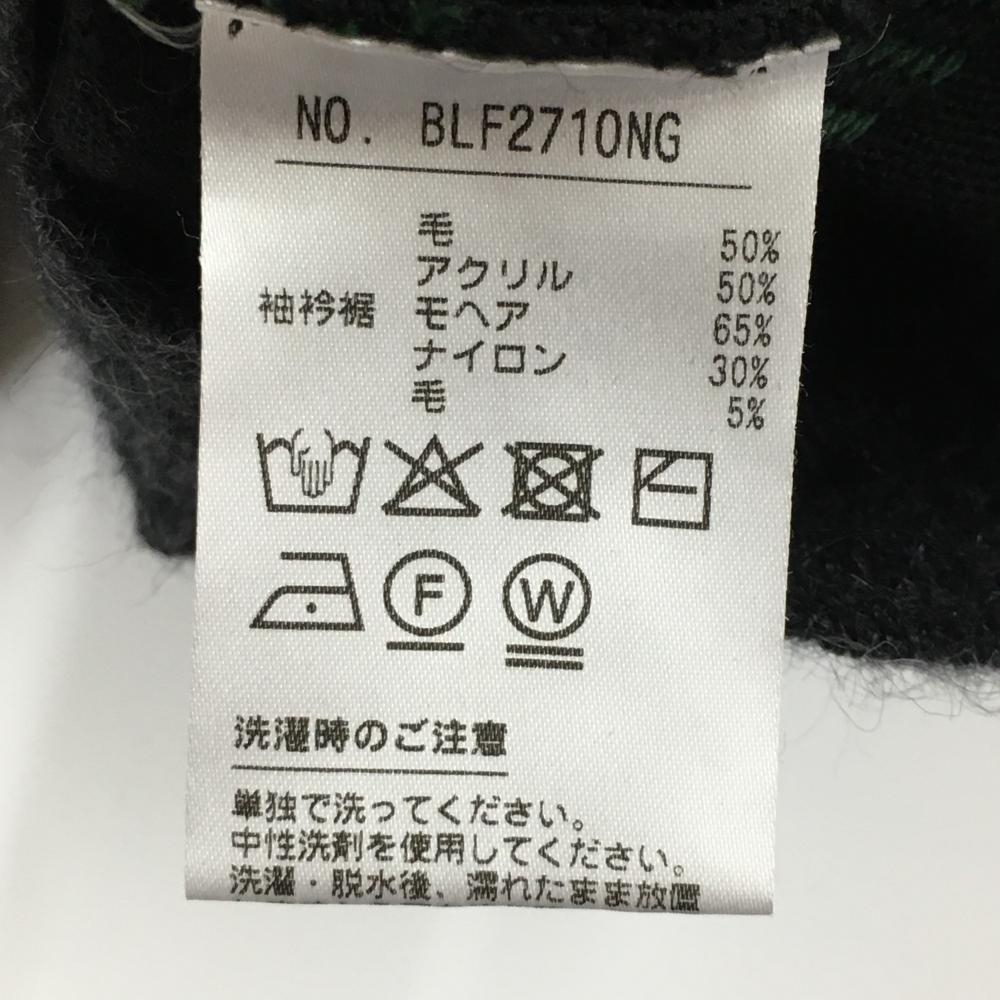 NO. BLF2710NG
毛 50%
アクリル 50%
袖衿裾 モヘア 65%
ナイロン 30%
毛 5%
F
W
洗濯時のご注意
単独で洗ってください。
中性洗剤を使用してください。
洗濯・脱水後、濡れたまま放置